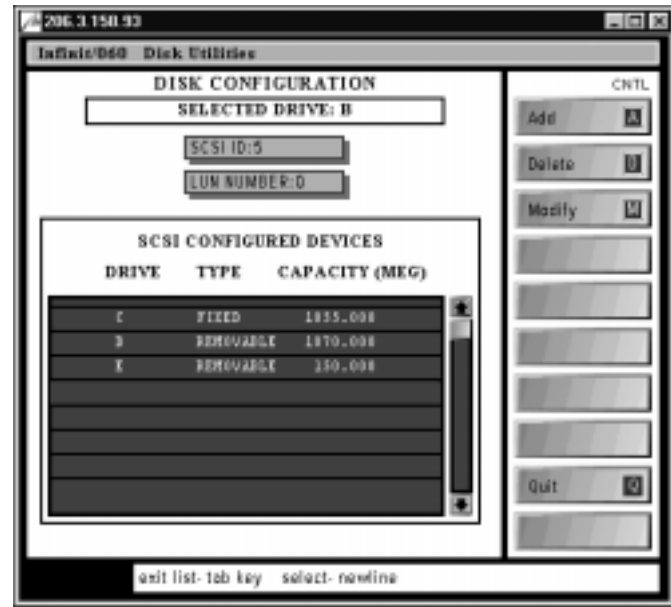 206.3.150.93
Infinit/060 Disk Utilities
DISK CONFIGURATION
SELECTED DRIVE: B
SCSI ID:5
LUN NUMBER:0
SCSI CONFIGURED DEVICES
DRIVE TYPE CAPACITY (MEG)
C FIXED
REMOVABLE 1070.000
REMOVABLE
CNTL
Add A
Delete D
Modify M
Quit Q
exit list- tab key select- newline